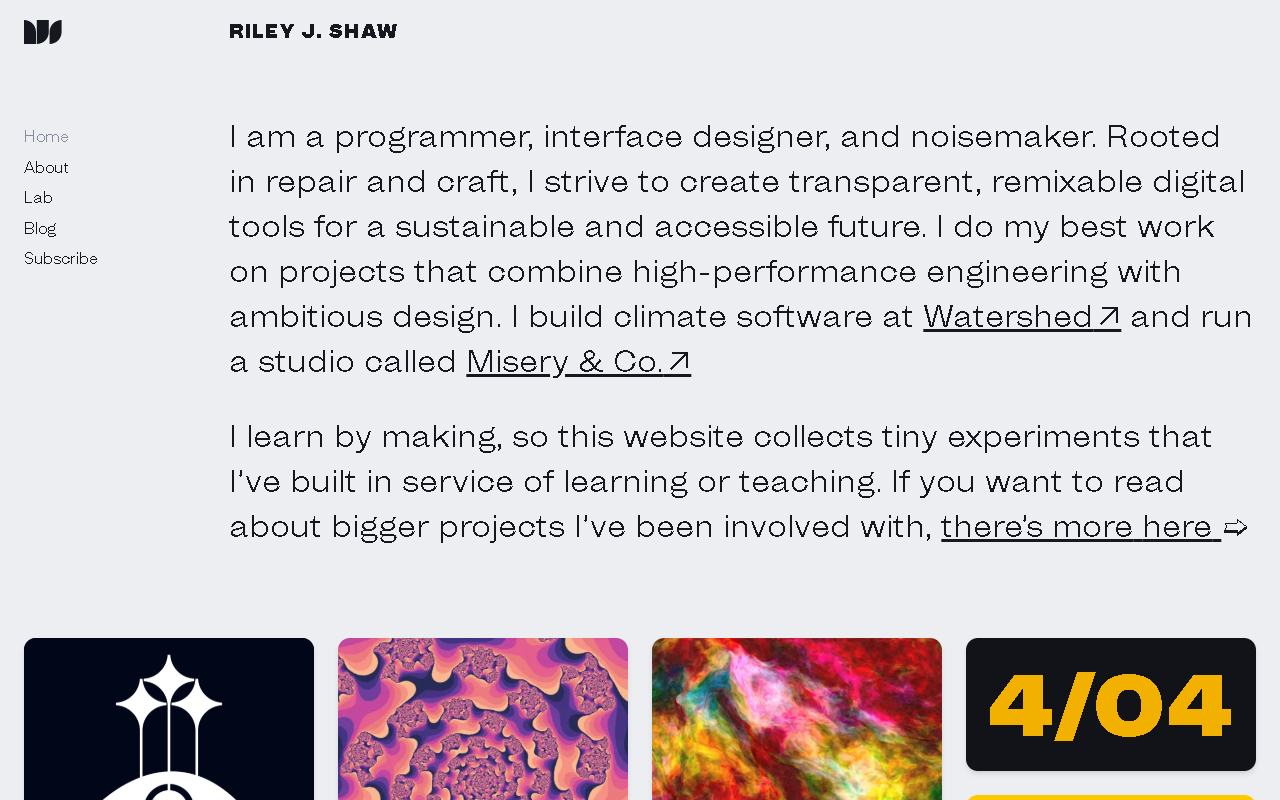 RILEY J. SHAW
Home
About
Lab
Blog
Subscribe
I am a programmer, interface designer, and noisemaker. Rooted
in repair and craft, I strive to create transparent, remixable digital
tools for a sustainable and accessible future. I do my best work
on projects that combine high-performance engineering with
ambitious design. I build climate software at Watershed↗ and run
a studio called Misery & Co.↗
I learn by making, so this website collects tiny experiments that
I've built in service of learning or teaching. If you want to read
about bigger projects I've been involved with, there's more here ➯
4/04